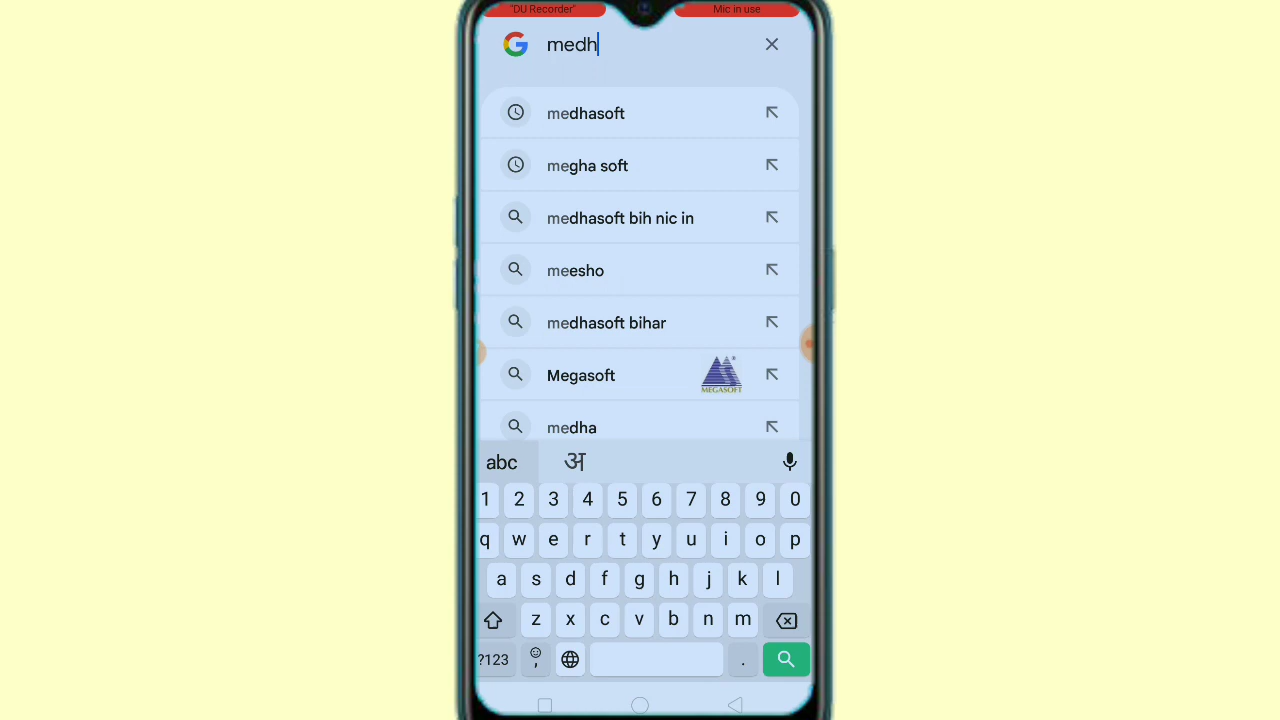 "DU Recorder"
Mic in use
medh
medhasoft
megha soft
medhasoft bih nic in
meesho
medhasoft bihar
Megasoft
MEGASOFT
medha
abc अ
1 2 3 4 5 6 7 8 9 0
q w e r t y u i o p
a s d f g h j k l
z x c v b n m
?123 , .